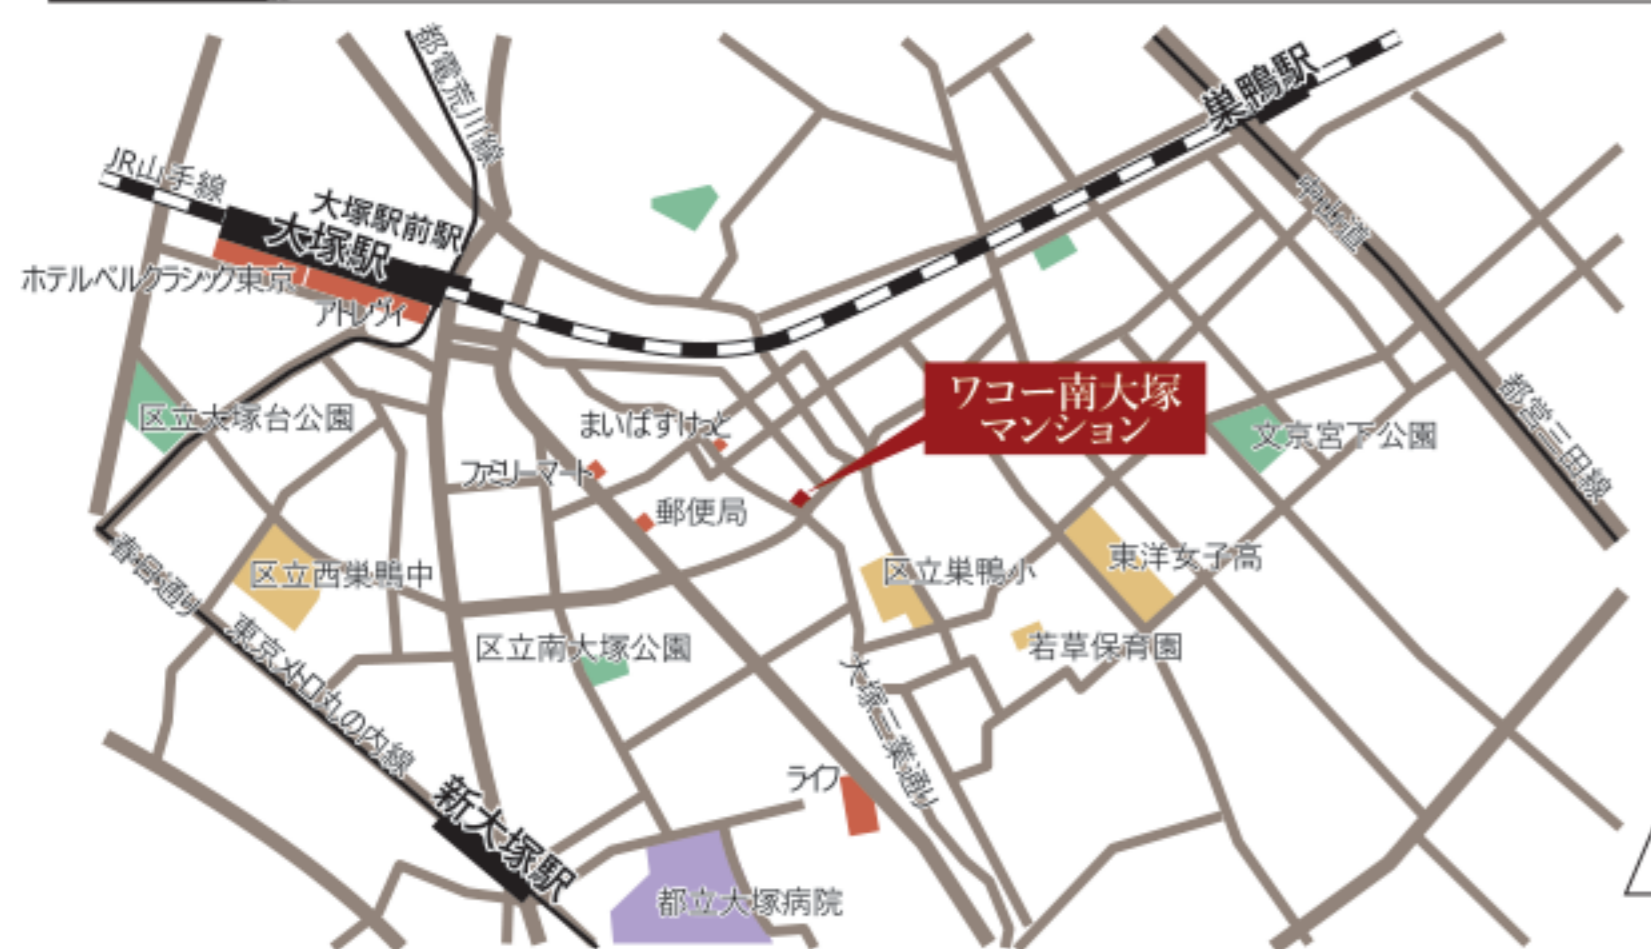 都電荒川線
巣鴨駅
JR山手線
大塚駅前駅
大塚駅
中山道
ホテルベルクラシック東京
アトレヴィ
ワコー南大塚
マンション
区立大塚台公園
まいばすけっと
文京宮下公園
都営三田線
ファミリーマート
郵便局
春日通り
区立西巣鴨中
区立巣鴨小
東洋女子高
東京メトロ丸の内線
区立南大塚公園
若草保育園
大塚三業通り
ライフ
新大塚駅
都立大塚病院